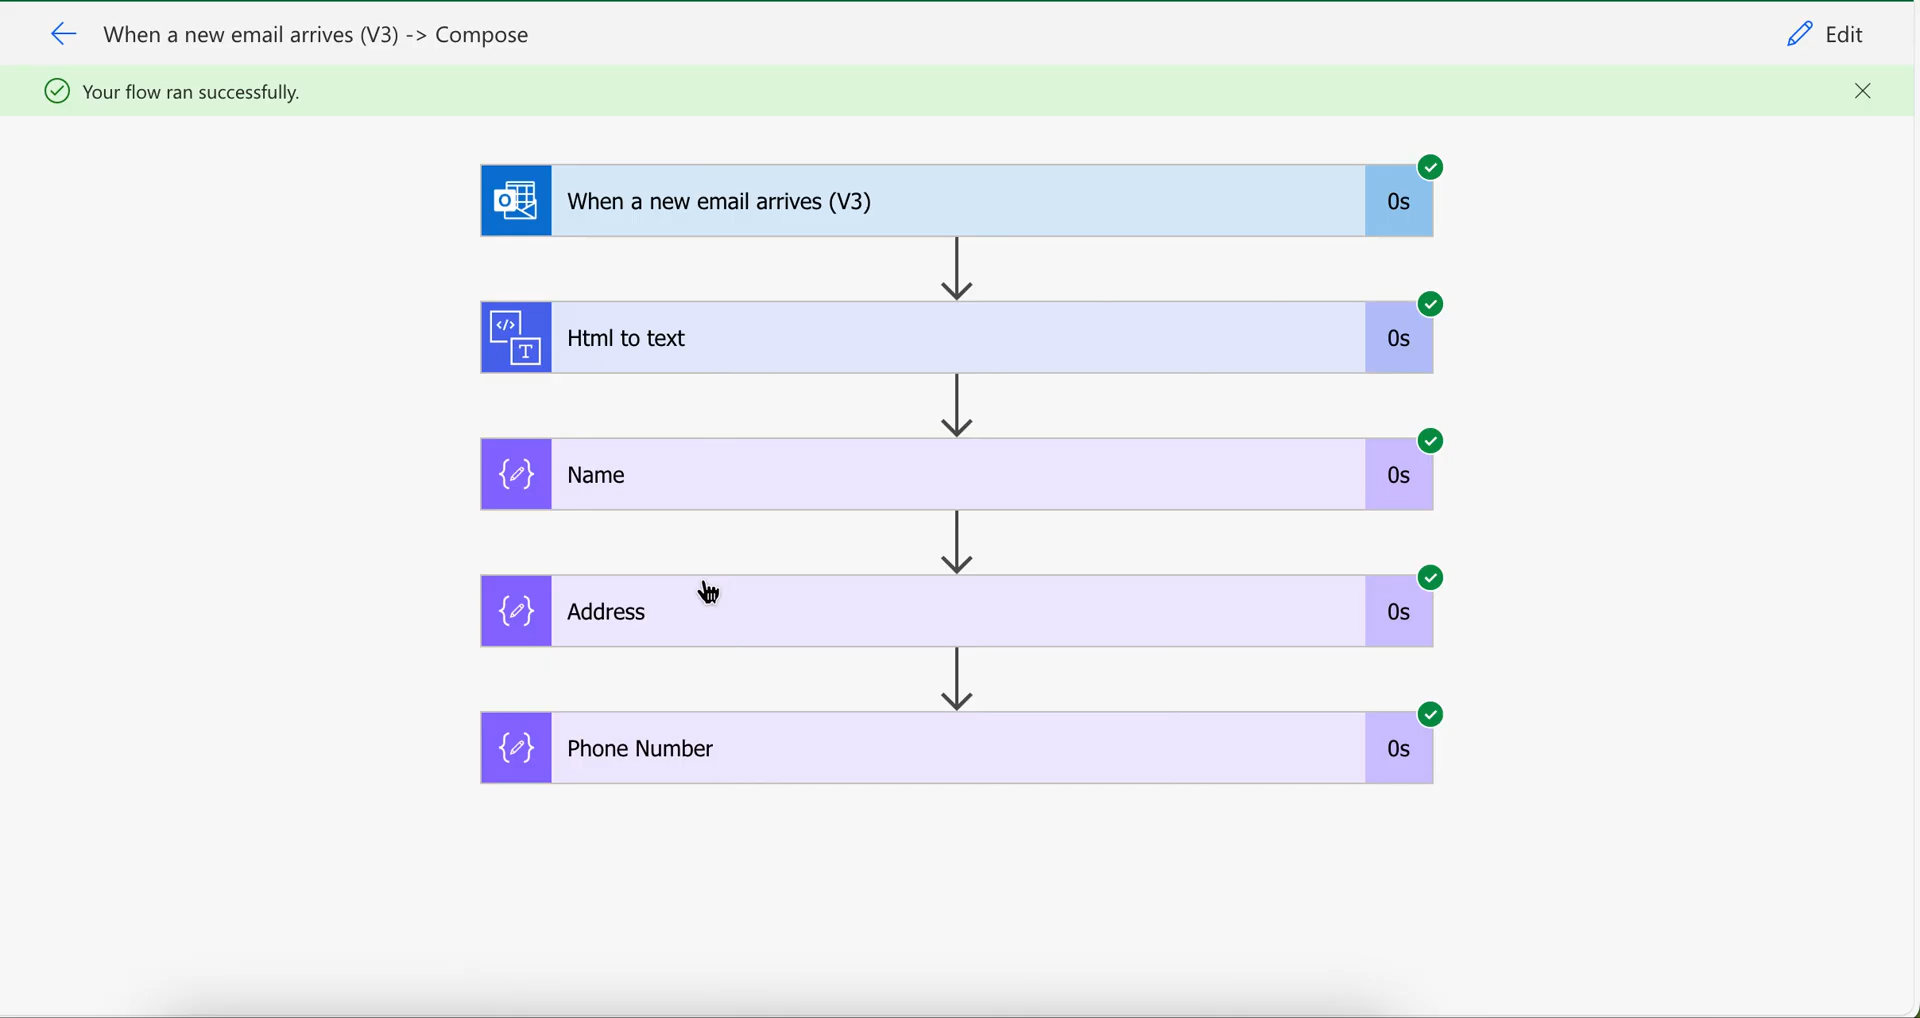 When a new email arrives (V3) -> Compose
Edit
Your flow ran successfully.
When a new email arrives (V3)
0s
Html to text
0s
Name
0s
Address
0s
Phone Number
0s